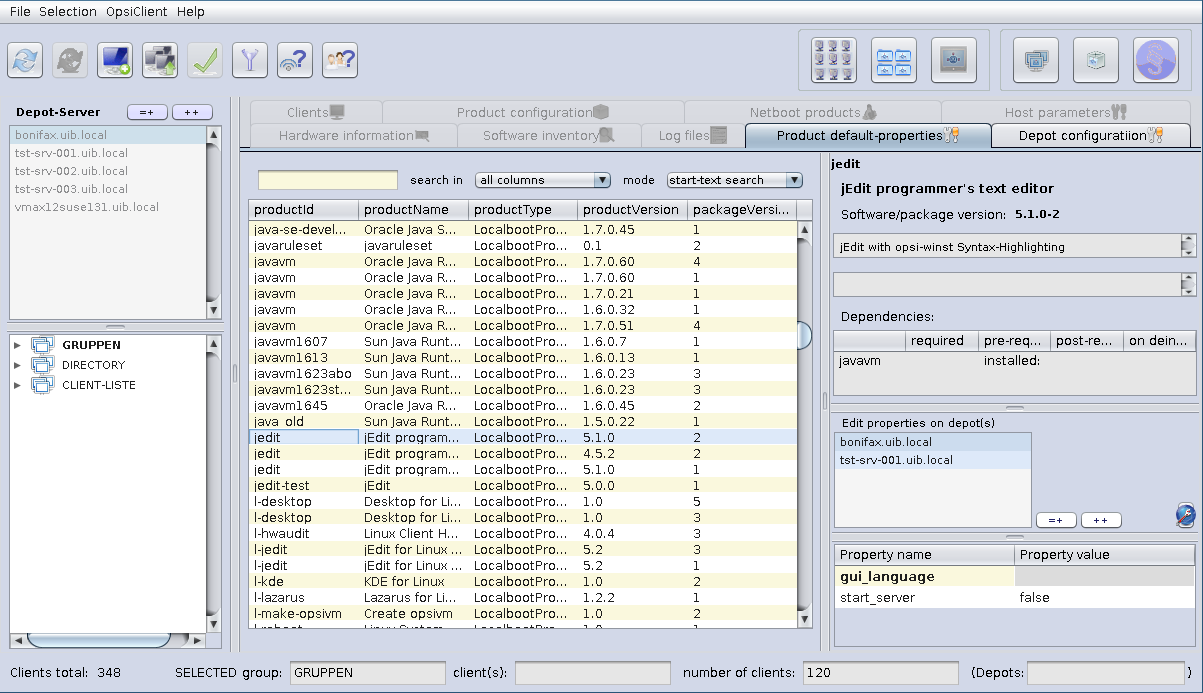 File Selection OpsiClient Help
Depot-Server =+ ++
bonifax.uib.local
tst-srv-001.uib.local
tst-srv-002.uib.local
tst-srv-003.uib.local
vmax12suse131.uib.local
GRUPPEN
DIRECTORY
CLIENT-LISTE
Clients Product configuration Netboot products Host parameters
Hardware information Software inventory Log files Product default-properties Depot configuratiion
search in all columns mode start-text search
productId productName productType productVersion packageVersi...
java-se-devel... Oracle Java S... LocalbootPro... 1.7.0.45 1
javaruleset javaruleset LocalbootPro... 0.1 2
javavm Oracle Java R... LocalbootPro... 1.7.0.60 4
javavm Oracle Java R... LocalbootPro... 1.7.0.60 1
javavm Oracle Java R... LocalbootPro... 1.7.0.21 1
javavm Oracle Java R... LocalbootPro... 1.6.0.32 1
javavm Oracle Java R... LocalbootPro... 1.7.0.51 4
javavm1607 Sun Java Runt... LocalbootPro... 1.6.0.7 1
javavm1613 Sun Java Runt... LocalbootPro... 1.6.0.13 1
javavm1623abo Sun Java Runt... LocalbootPro... 1.6.0.23 3
javavm1623st... Sun Java Runt... LocalbootPro... 1.6.0.23 3
javavm1645 Oracle Java R... LocalbootPro... 1.6.0.45 2
java_old Sun Java Runt... LocalbootPro... 1.5.0.22 1
jedit jEdit program... LocalbootPro... 5.1.0 2
jedit jEdit program... LocalbootPro... 4.5.2 2
jedit jEdit program... LocalbootPro... 5.1.0 1
jedit-test jEdit LocalbootPro... 5.0.0 1
l-desktop Desktop for Li... LocalbootPro... 1.0 5
l-desktop Desktop for Li... LocalbootPro... 1.0 3
l-hwaudit Linux Client H... LocalbootPro... 4.0.4 3
l-jedit jEdit for Linux ... LocalbootPro... 5.2 3
l-jedit jEdit for Linux ... LocalbootPro... 5.2 1
l-kde KDE for Linux LocalbootPro... 1.0 2
l-lazarus Lazarus for Li... LocalbootPro... 1.2.2 1
l-make-opsivm Create opsivm LocalbootPro... 1.0 2
jedit
jEdit programmer's text editor
Software/package version: 5.1.0-2
jEdit with opsi-winst Syntax-Highlighting
Dependencies:
required pre-req... post-re... on dein...
javavm installed:
Edit properties on depot(s)
bonifax.uib.local
tst-srv-001.uib.local
=+ ++
Property name Property value
gui_language
start_server false
Clients total: 348 SELECTED group: GRUPPEN client(s): number of clients: 120 (Depots: )